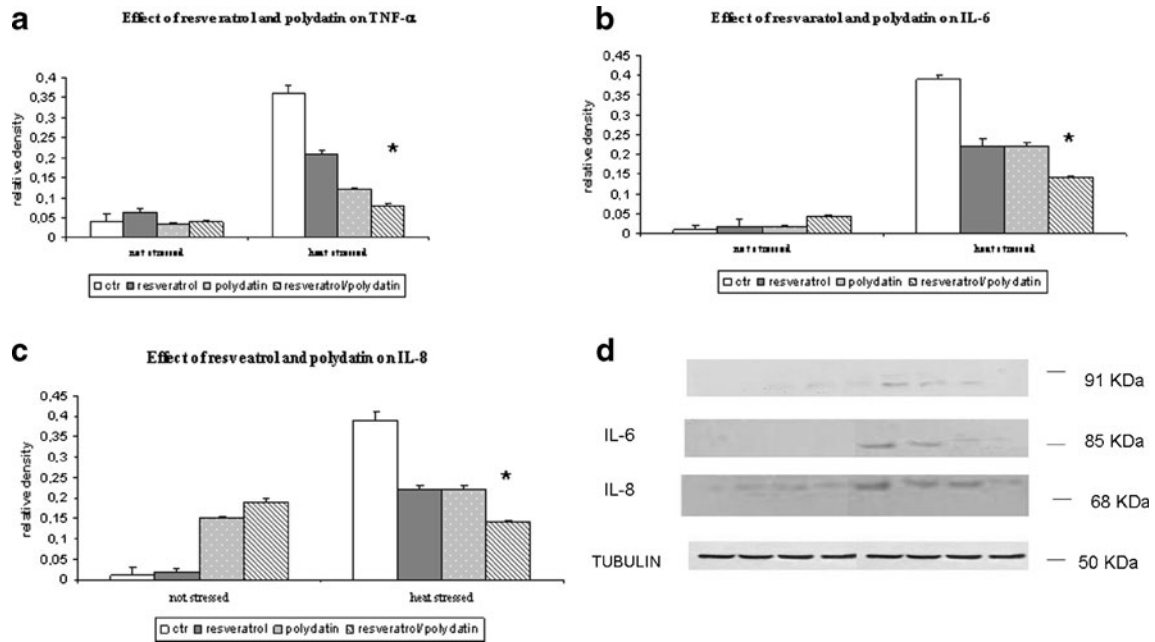 a
Effect of resveratrol and polydatin on TNF-α
relative density
0,4
0,35
0,3
0,25
0,2
0,15
0,1
0,05
0
*
not stressed
heat stressed
ctr resveratrol polydatin resveratrol/polydatin
b
Effect of resvaratol and polydatin on IL-6
relative density
0,4
0,35
0,3
0,25
0,2
0,15
0,1
0,05
0
*
not stressed
heat stressed
ctr resveratrol polydatin resveratrol/polydatin
c
Effect of resveatrol and polydatin on IL-8
relative density
0,4
0,35
0,3
0,25
0,2
0,15
0,1
0,05
0
*
not stressed
heat stressed
ctr resveratrol polydatin resveratrol/polydatin
d
91 KDa
IL-6
85 KDa
IL-8
68 KDa
TUBULIN
50 KDa